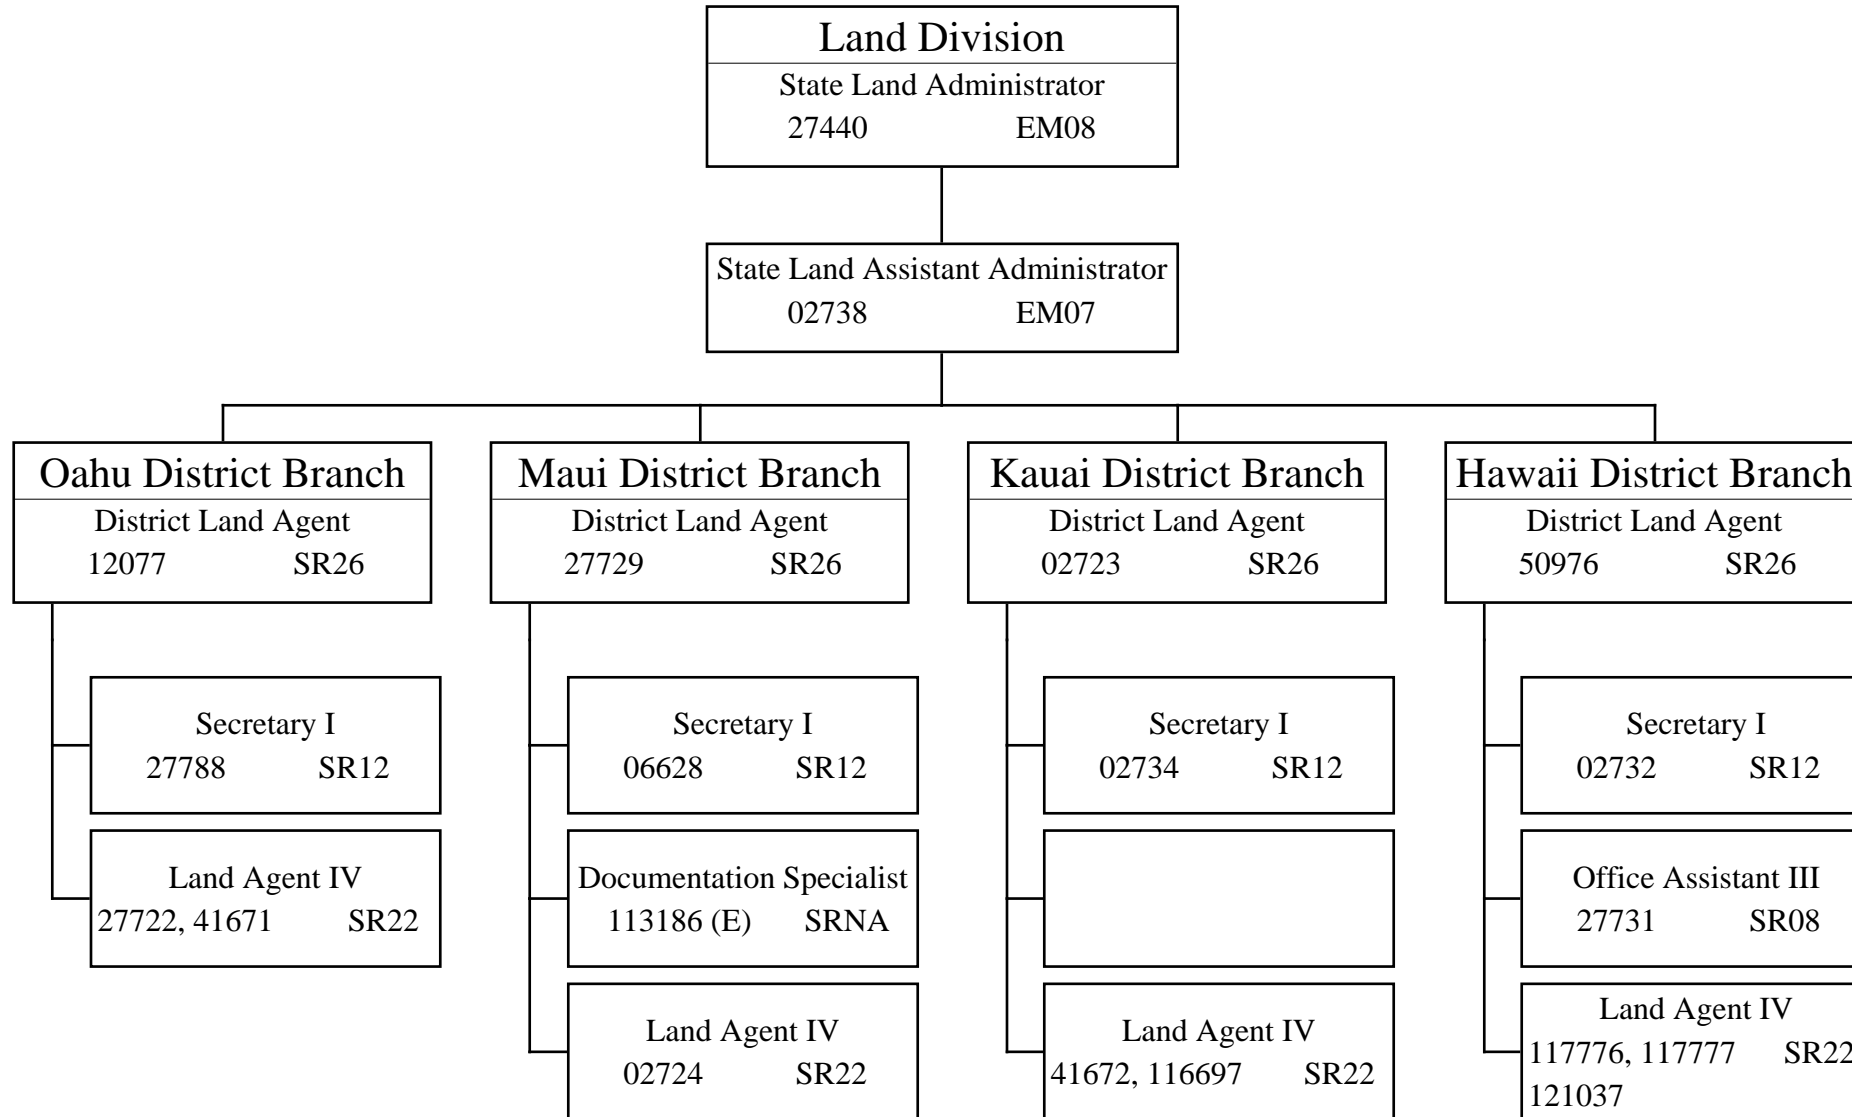 Land Division
State Land Administrator
27440 EM08
State Land Assistant Administrator
02738 EM07
Oahu District Branch
District Land Agent
12077 SR26
Secretary I
27788 SR12
Land Agent IV
27722, 41671 SR22
Maui District Branch
District Land Agent
27729 SR26
Secretary I
06628 SR12
Documentation Specialist
113186 (E) SRNA
Land Agent IV
02724 SR22
Kauai District Branch
District Land Agent
02723 SR26
Secretary I
02734 SR12
Land Agent IV
41672, 116697 SR22
Hawaii District Branch
District Land Agent
50976 SR26
Secretary I
02732 SR12
Office Assistant III
27731 SR08
Land Agent IV
117776, 117777 SR22
121037